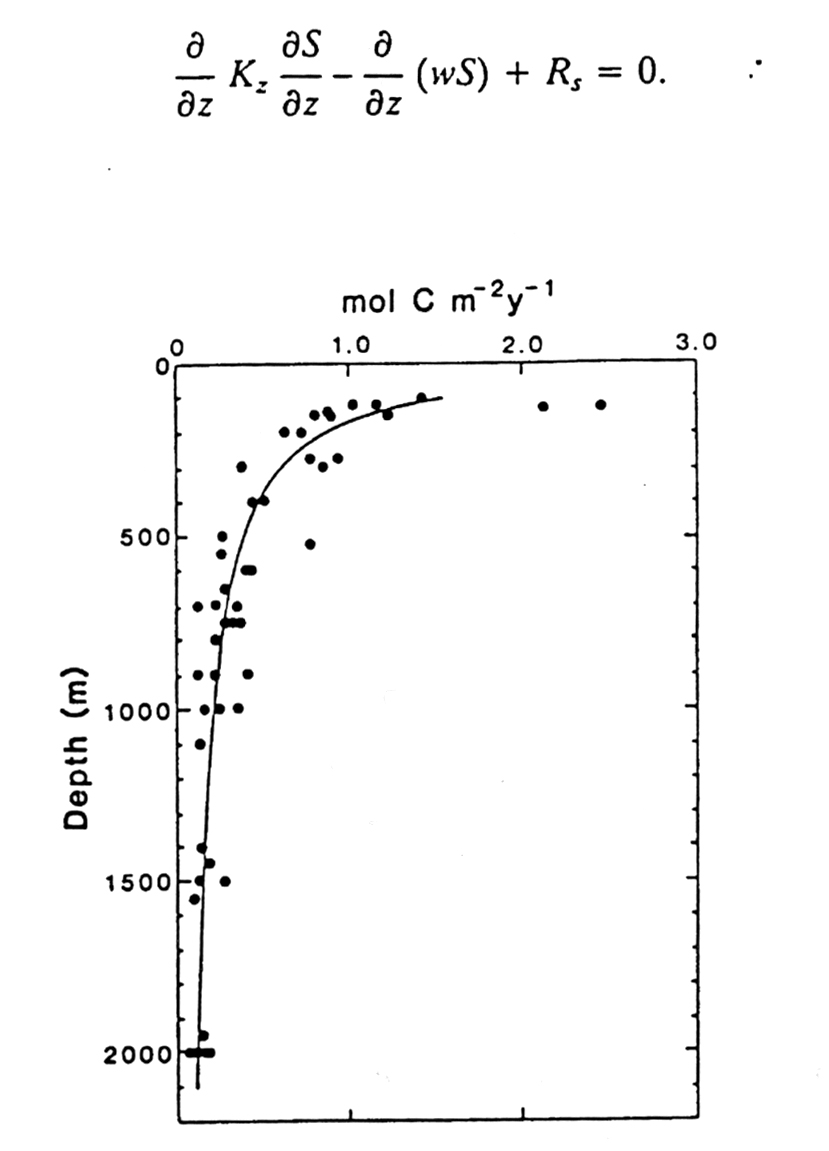 ∂/∂z K_z ∂S/∂z − ∂/∂z (wS) + R_s = 0.
mol C m⁻²y⁻¹
0 1.0 2.0 3.0
0
500
Depth (m)
1000
1500
2000